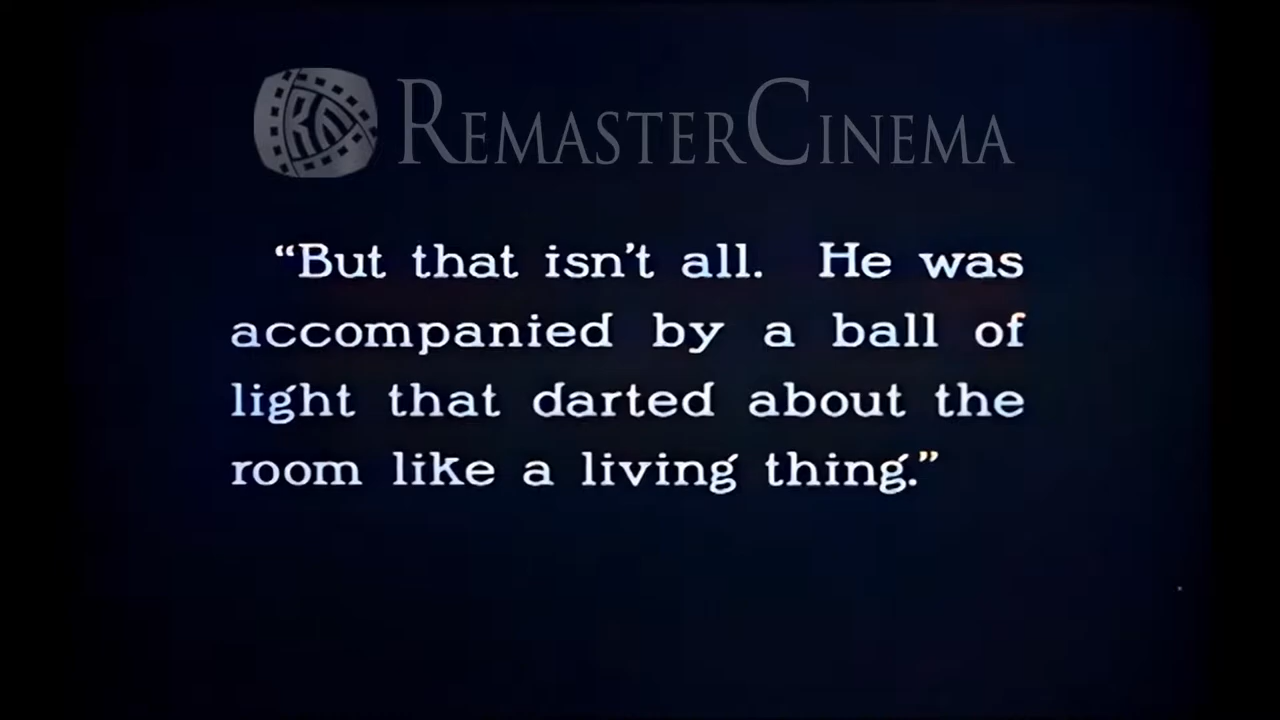 REMASTERCINEMA
“But that isn’t all. He was
accompanied by a ball of
light that darted about the
room like a living thing.”